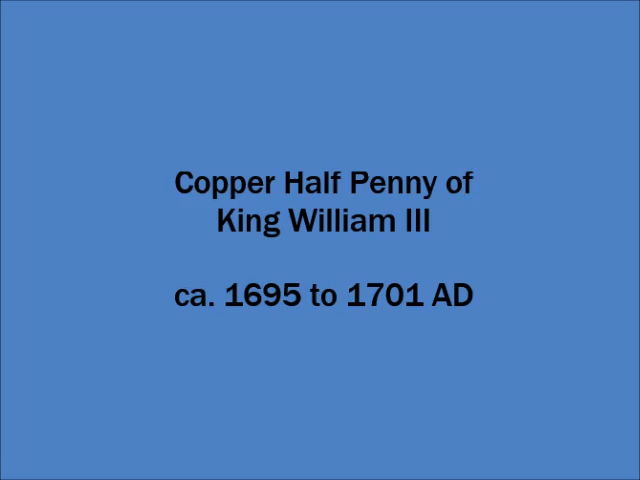 Copper Half Penny of
King William III
ca. 1695 to 1701 AD